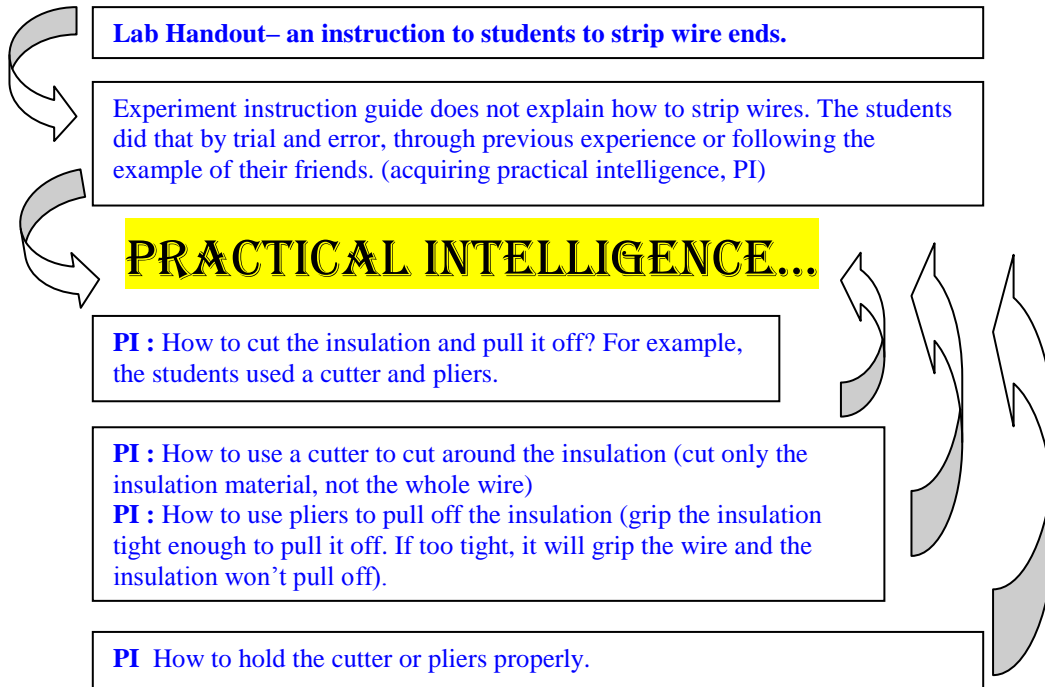 Lab Handout– an instruction to students to strip wire ends.
Experiment instruction guide does not explain how to strip wires. The students
did that by trial and error, through previous experience or following the
example of their friends. (acquiring practical intelligence, PI)
PRACTICAL INTELLIGENCE...
PI : How to cut the insulation and pull it off? For example,
the students used a cutter and pliers.
PI : How to use a cutter to cut around the insulation (cut only the
insulation material, not the whole wire)
PI : How to use pliers to pull off the insulation (grip the insulation
tight enough to pull it off. If too tight, it will grip the wire and the
insulation won’t pull off).
PI How to hold the cutter or pliers properly.